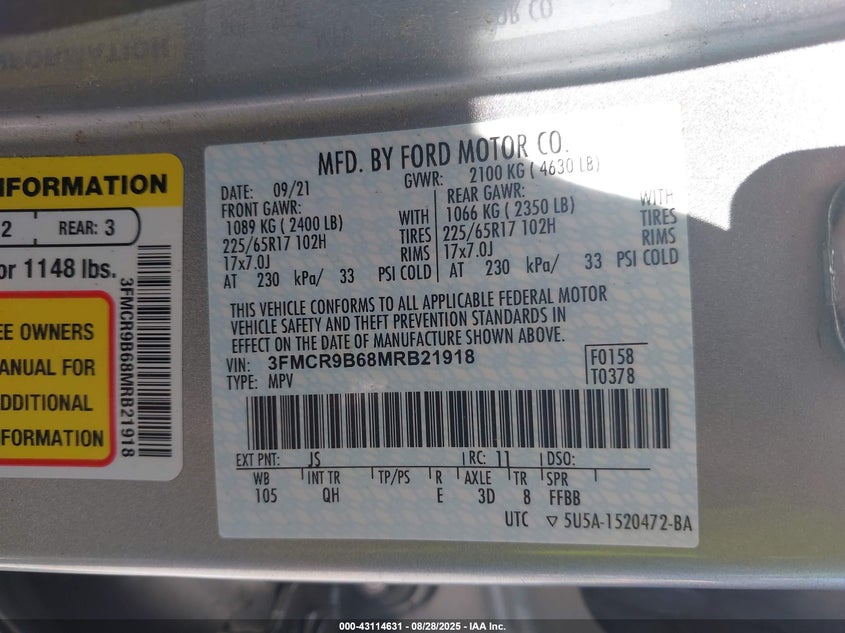 NFORMATION
2 REAR: 3
or 1148 lbs.
EE OWNERS
ANUAL FOR
DDITIONAL
FORMATION
3FMCR9B68MRB21918
MFD. BY FORD MOTOR CO.
DATE: 09/21 GVWR: 2100 KG ( 4630 LB)
FRONT GAWR: REAR GAWR:
1089 KG ( 2400 LB) WITH 1066 KG ( 2350 LB) WITH
225/65R17 102H TIRES 225/65R17 102H TIRES
17x7.0J RIMS 17x7.0J RIMS
AT 230 kPa/ 33 PSI COLD AT 230 kPa/ 33 PSI COLD
THIS VEHICLE CONFORMS TO ALL APPLICABLE FEDERAL MOTOR
VEHICLE SAFETY AND THEFT PREVENTION STANDARDS IN
EFFECT ON THE DATE OF MANUFACTURE SHOWN ABOVE.
VIN: 3FMCR9B68MRB21918 F0158
TYPE: MPV T0378
EXT PNT: JS RC: 11 DSO:
WB INT TR TP/PS R AXLE TR SPR
105 QH E 3D 8 FFBB
UTC ▽ 5U5A-1520472-BA
000-43114631 - 08/28/2025 - IAA Inc.